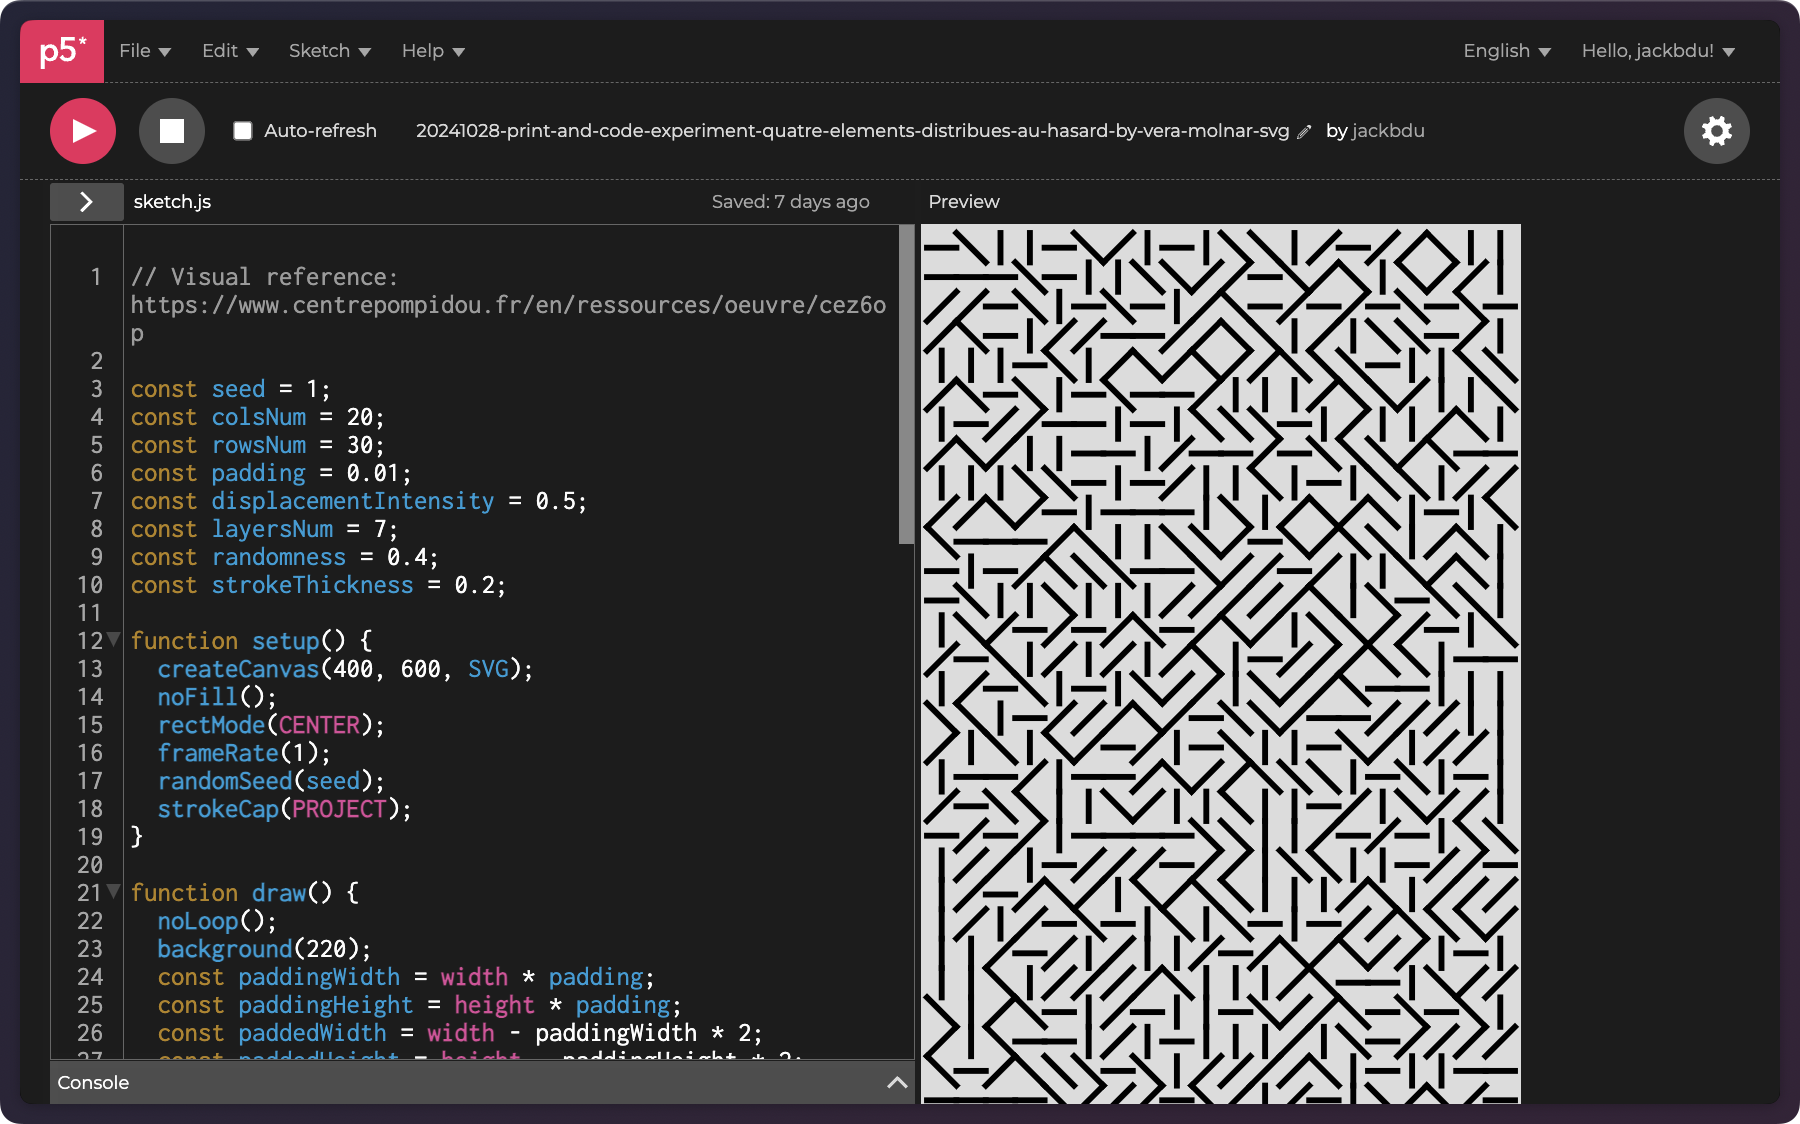 p5*
File
Edit
Sketch
Help
English
Hello, jackbdu!
Auto-refresh
20241028-print-and-code-experiment-quatre-elements-distribues-au-hasard-by-vera-molnar-svg
by jackbdu
sketch.js
Saved: 7 days ago
Preview
1 // Visual reference:
https://www.centrepompidou.fr/en/ressources/oeuvre/cez6o
p
2
3 const seed = 1;
4 const colsNum = 20;
5 const rowsNum = 30;
6 const padding = 0.01;
7 const displacementIntensity = 0.5;
8 const layersNum = 7;
9 const randomness = 0.4;
10 const strokeThickness = 0.2;
11
12 function setup() {
13 createCanvas(400, 600, SVG);
14 noFill();
15 rectMode(CENTER);
16 frameRate(1);
17 randomSeed(seed);
18 strokeCap(PROJECT);
19 }
20
21 function draw() {
22 noLoop();
23 background(220);
24 const paddingWidth = width * padding;
25 const paddingHeight = height * padding;
26 const paddedWidth = width - paddingWidth * 2;
27 const paddedHeight = height - paddingHeight * 2;
Console